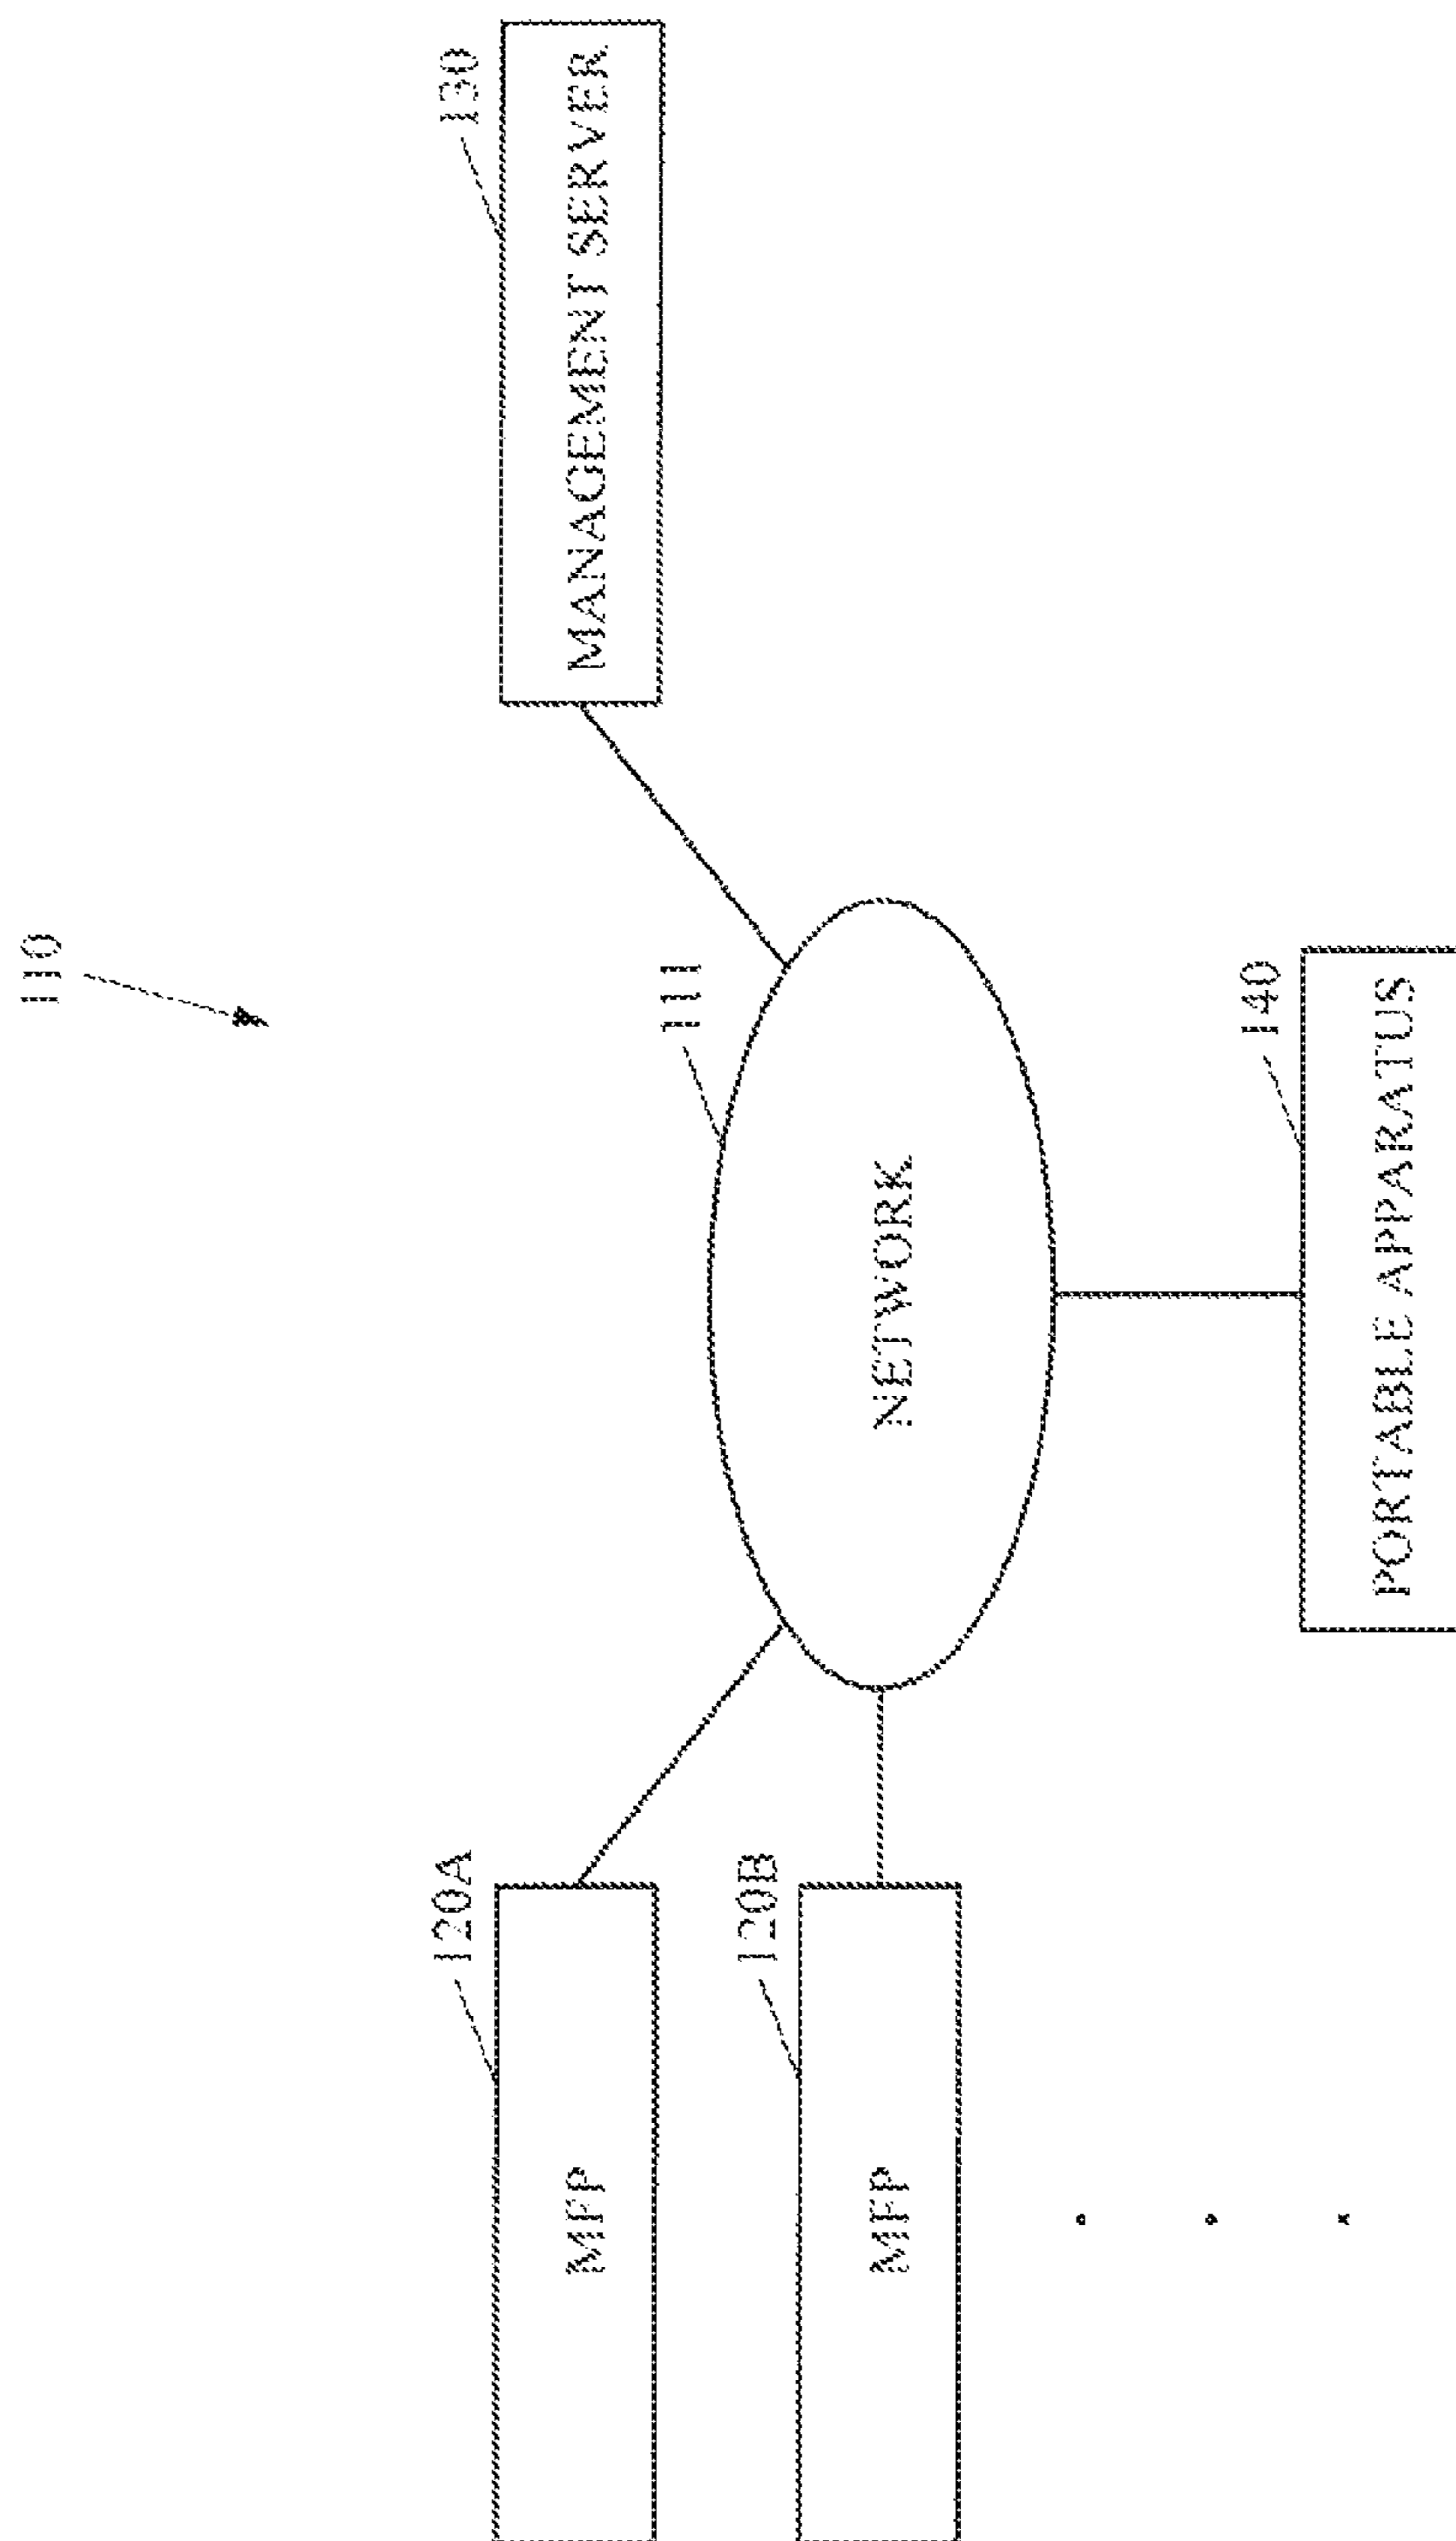 110
120A
MFP
120B
MFP
111
NETWORK
130
MANAGEMENT SERVER
140
PORTABLE APPARATUS